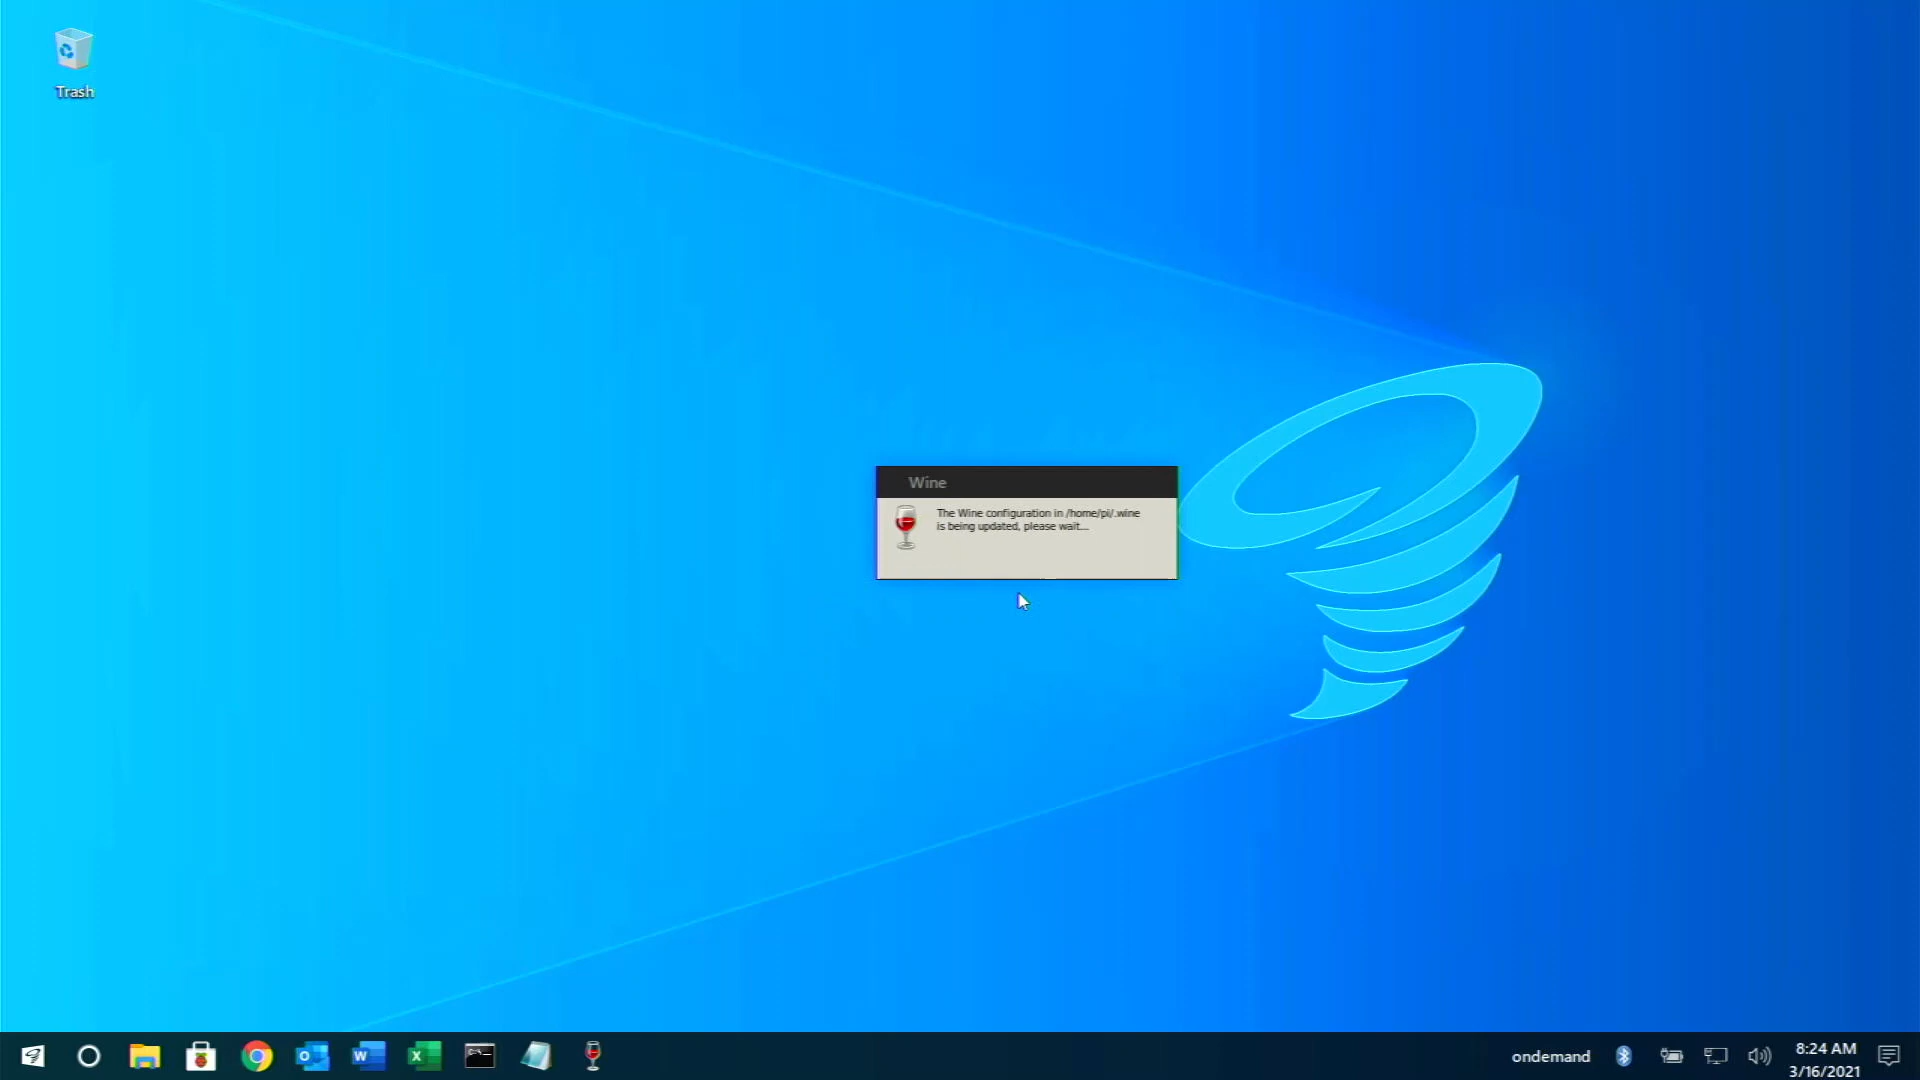 Trash
Wine
The Wine configuration in /home/pi/.wine
is being updated, please wait...
ondemand
8:24 AM
3/16/2021